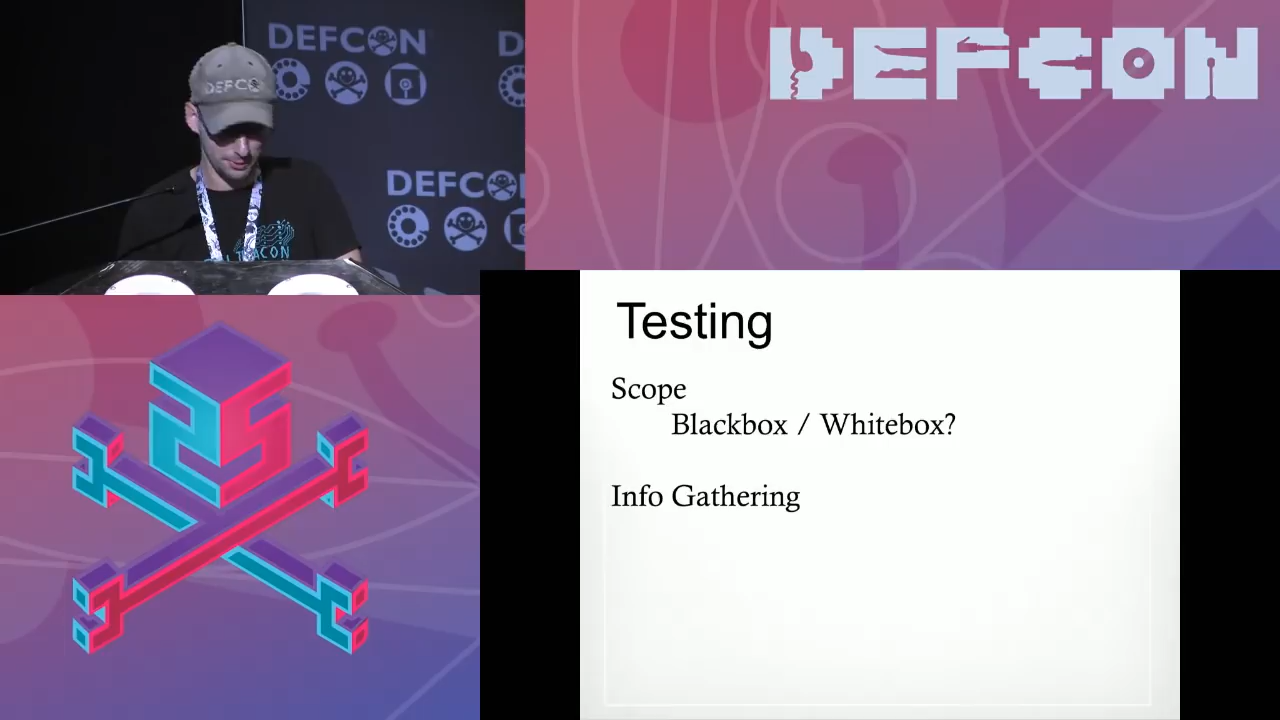 DEFCON
DEFCON
D
DEFCON
DEFCON
Testing
Scope
Blackbox / Whitebox?
Info Gathering